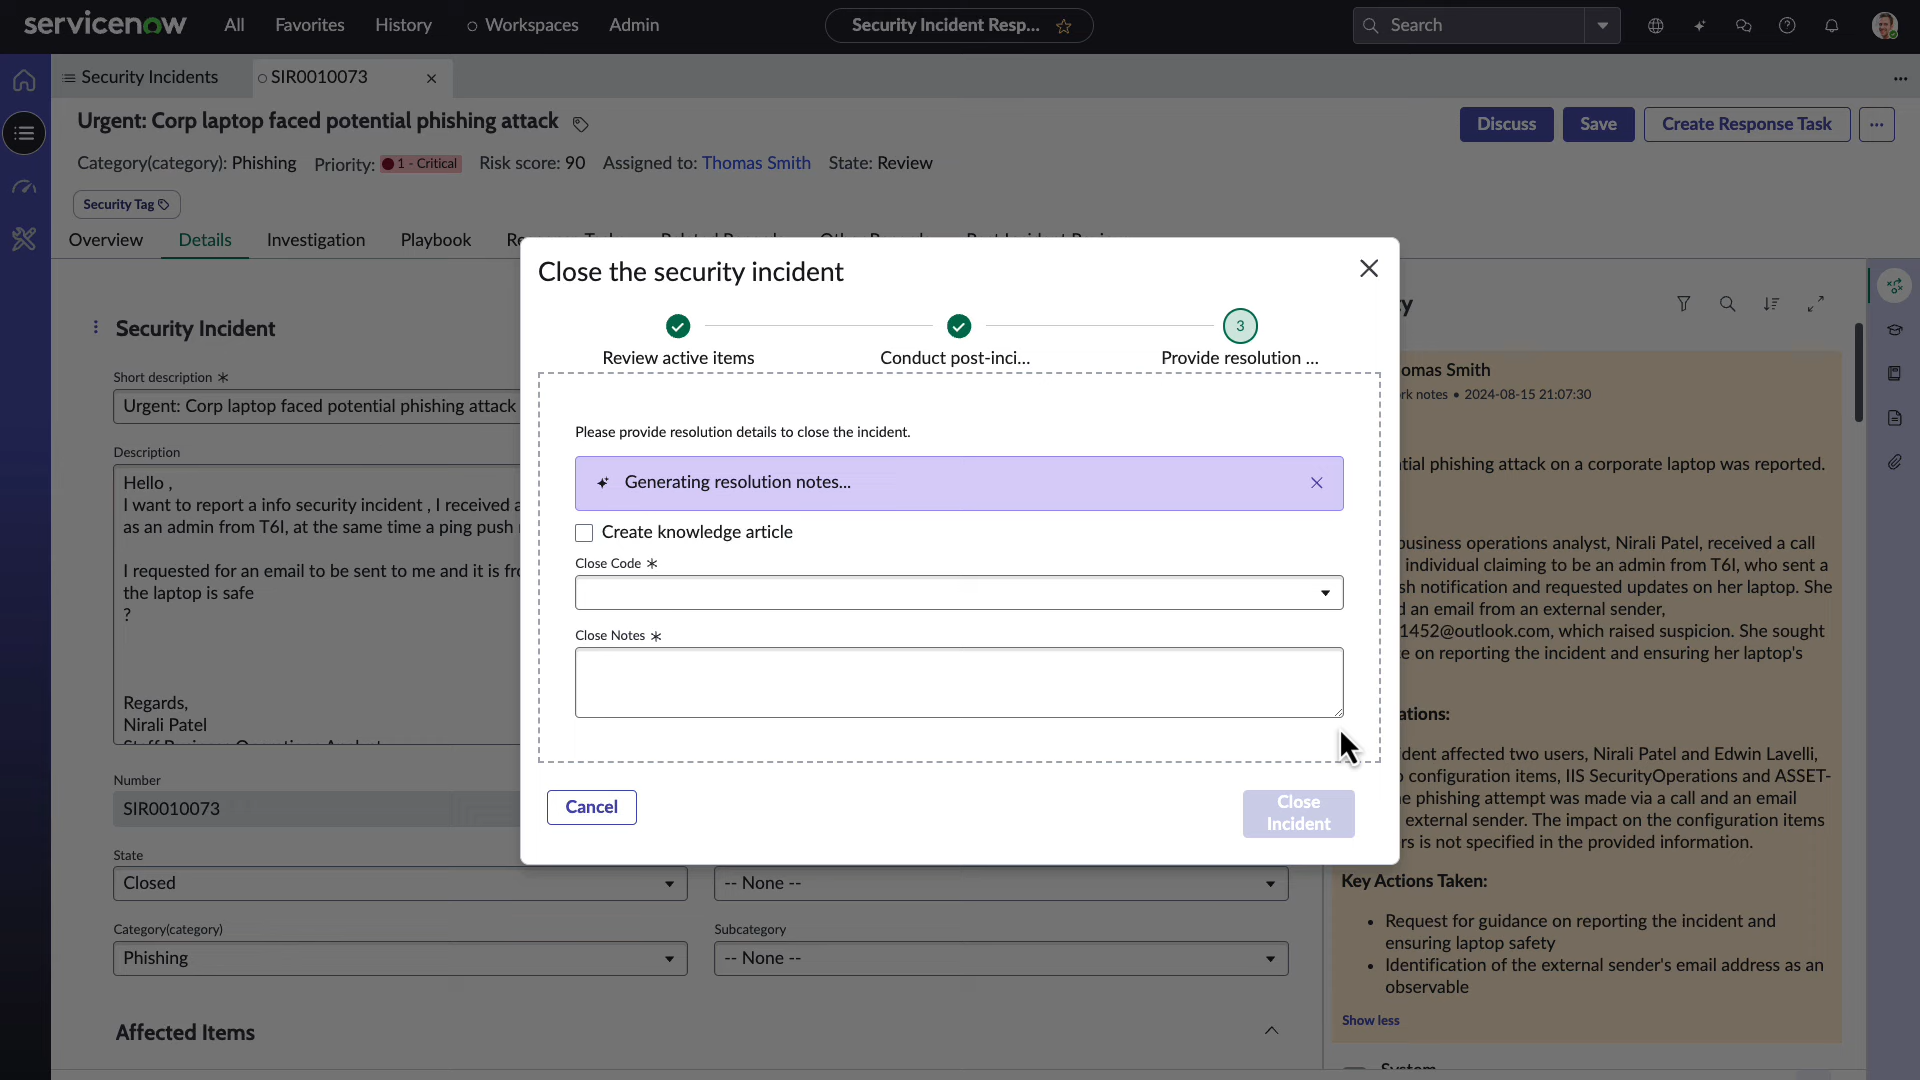 servicenow
All
Favorites
History
Workspaces
Admin
Security Incident Resp...
Search
Security Incidents
SIR0010073
Urgent: Corp laptop faced potential phishing attack
Discuss
Save
Create Response Task
Category(category): Phishing
Priority: 1 - Critical
Risk score: 90
Assigned to: Thomas Smith
State: Review
Security Tag
Overview
Details
Investigation
Playbook
Close the security incident
3
Review active items
Conduct post-inci...
Provide resolution ...
Please provide resolution details to close the incident.
Generating resolution notes...
Create knowledge article
Close Code *
Close Notes *
Cancel
Close
Incident
Security Incident
Short description *
Urgent: Corp laptop faced potential phishing attack
Description
Hello ,
I want to report a info security incident , I received a
as an admin from T6I, at the same time a ping push
I requested for an email to be sent to me and it is fro
the laptop is safe
?
Regards,
Nirali Patel
Number
SIR0010073
State
Closed
-- None --
Category(category)
Phishing
Subcategory
-- None --
Affected Items
omas Smith
rk notes • 2024-08-15 21:07:30
tial phishing attack on a corporate laptop was reported.
business operations analyst, Nirali Patel, received a call
individual claiming to be an admin from T6I, who sent a
sh notification and requested updates on her laptop. She
d an email from an external sender,
1452@outlook.com, which raised suspicion. She sought
e on reporting the incident and ensuring her laptop's
ations:
dent affected two users, Nirali Patel and Edwin Lavelli,
configuration items, IIS SecurityOperations and ASSET-
e phishing attempt was made via a call and an email
external sender. The impact on the configuration items
rs is not specified in the provided information.
Key Actions Taken:
• Request for guidance on reporting the incident and
ensuring laptop safety
• Identification of the external sender's email address as an
observable
Show less